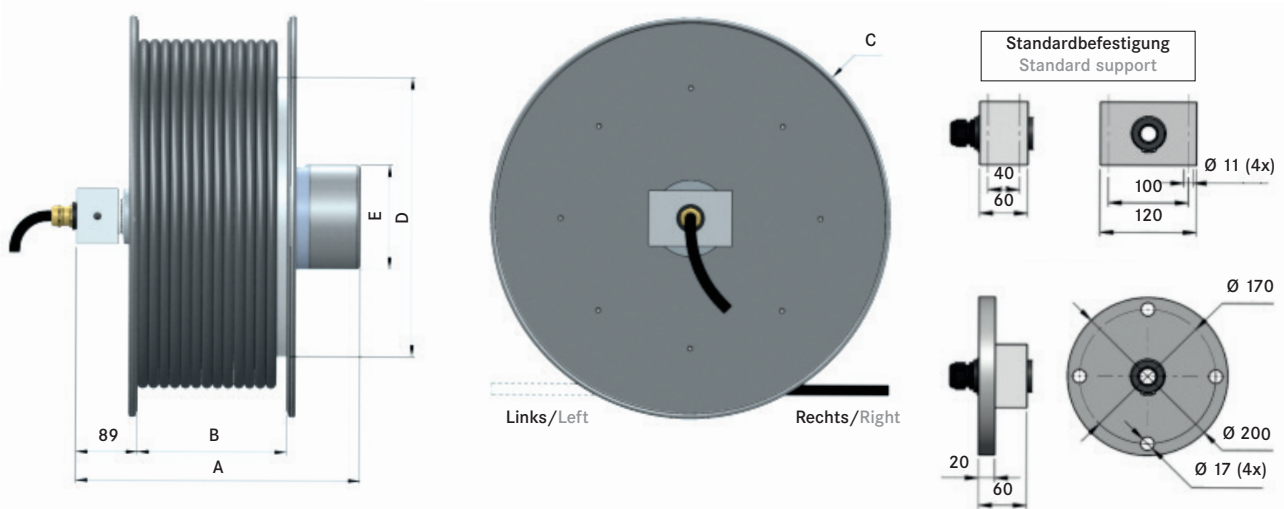 C
Standardbefestigung
Standard support
E
D
40
60
Ø 11 (4x)
100
120
Ø 170
Links/Left
Rechts/Right
89
B
A
20
60
Ø 200
Ø 17 (4x)